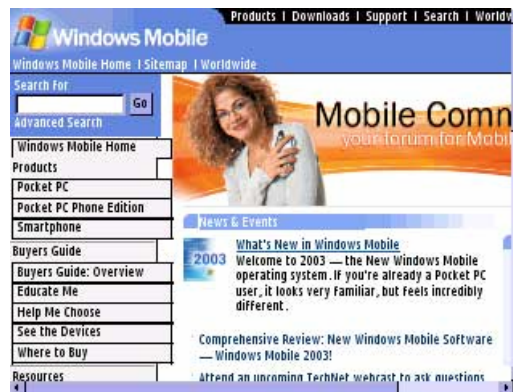 Products | Downloads | Support | Search | Worldw
Windows Mobile
Windows Mobile Home | Sitemap | Worldwide
Search For
Go
Advanced Search
Windows Mobile Home
Products
Pocket PC
Pocket PC Phone Edition
Smartphone
Buyers Guide
Buyers Guide: Overview
Educate Me
Help Me Choose
See the Devices
Where to Buy
Resources
Mobile Comm
your forum for Mobil
News & Events
2003
What's New in Windows Mobile
Welcome to 2003 — the New Windows Mobile
operating system. If you're already a Pocket PC
user, it looks very Familiar, but feels incredibly
different.
Comprehensive Review: New Windows Mobile Software
— Windows Mobile 2003!
Attend an upcoming TechNet webcast to ask questions